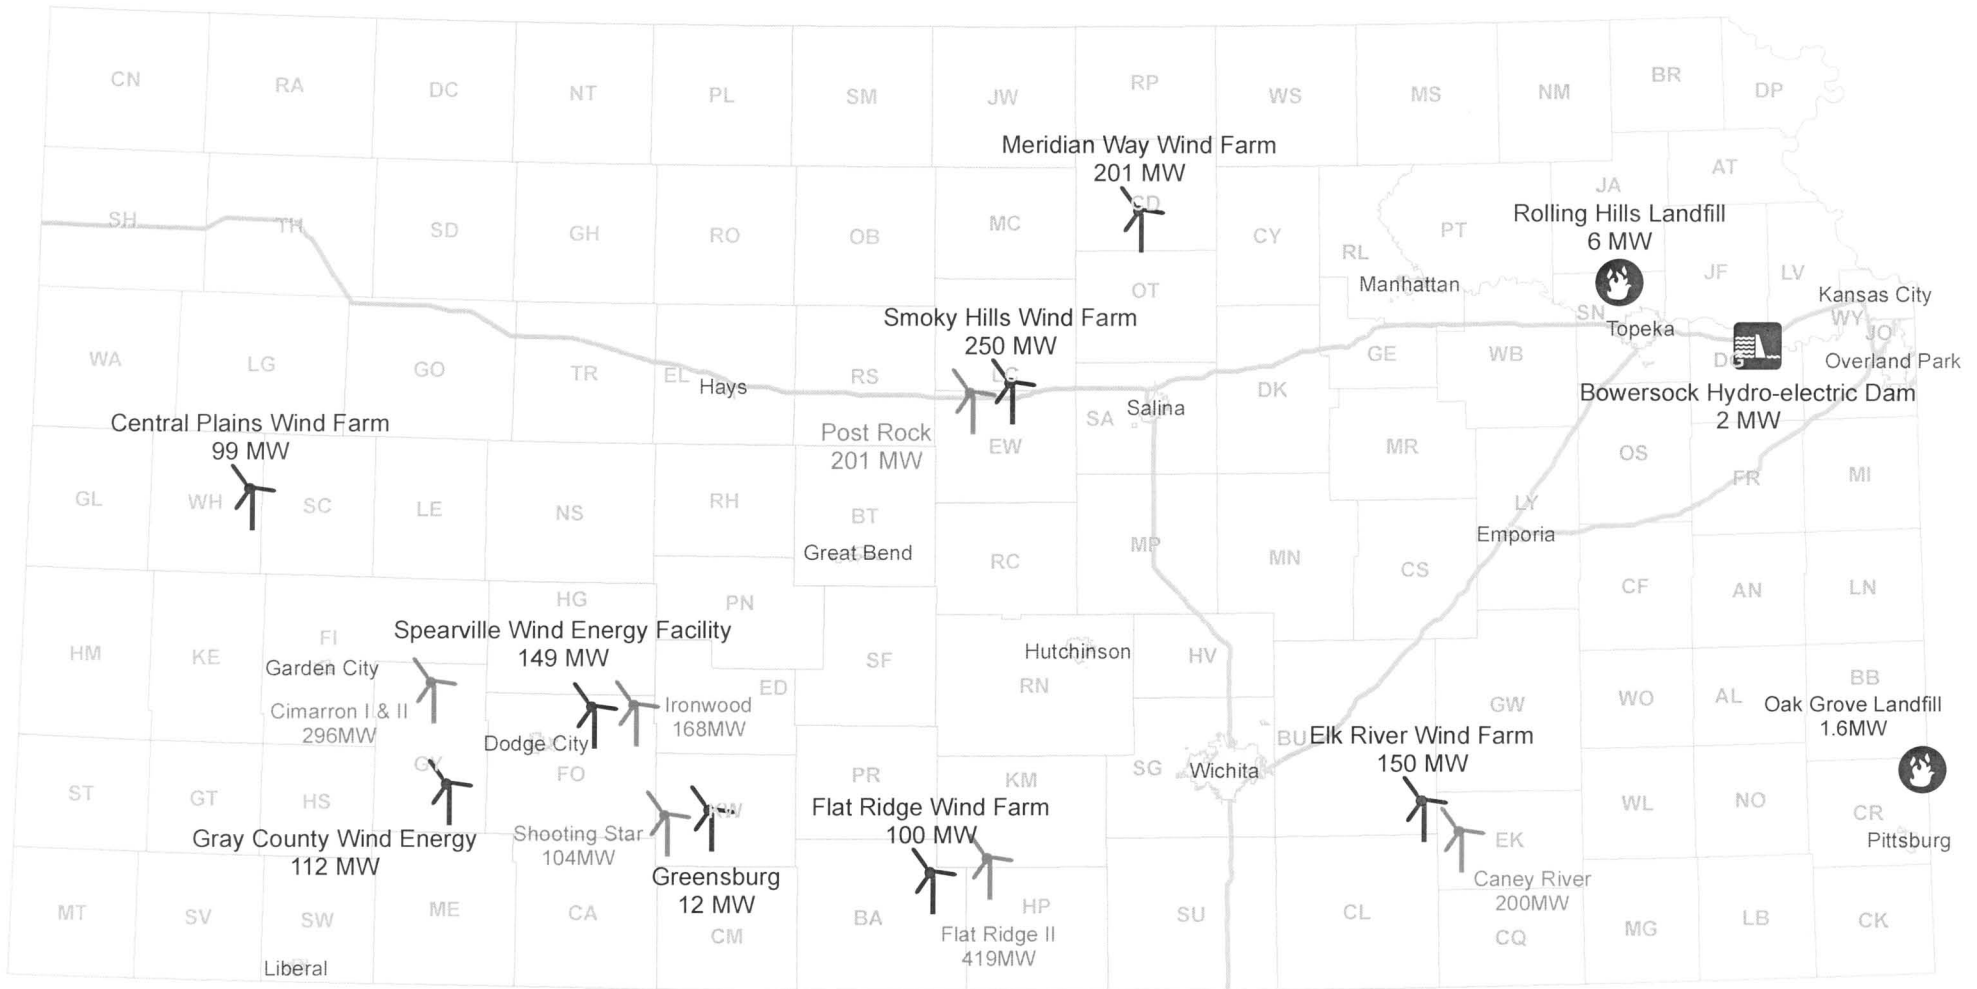 CN
RA
DC
NT
PL
SM
JW
RP
WS
MS
NM
BR
DP
Meridian Way Wind Farm
201 MW
CD
AT
JA
SH
TH
SD
GH
RO
OB
MC
CY
RL
PT
Rolling Hills Landfill
6 MW
JF
LV
Manhattan
OT
Kansas City
WY
SN
Topeka
JO
Smoky Hills Wind Farm
250 MW
WA
LG
GO
TR
EL
Hays
RS
LC
GE
WB
DG
Overland Park
Bowersock Hydro-electric Dam
2 MW
DK
Salina
SA
Central Plains Wind Farm
99 MW
Post Rock
201 MW
EW
MR
OS
FR
MI
GL
WH
SC
LE
NS
RH
BT
Great Bend
LY
Emporia
RC
MP
MN
CS
CF
AN
LN
HG
PN
Spearville Wind Energy Facility
149 MW
HM
KE
FI
Garden City
SF
Hutchinson
RN
HV
Cimarron I & II
296MW
ED
Ironwood
168MW
Dodge City
FO
GW
WO
AL
BB
Oak Grove Landfill
1.6MW
BU
Elk River Wind Farm
150 MW
GY
ST
GT
HS
Gray County Wind Energy
112 MW
Shooting Star
104MW
KW
Greensburg
12 MW
PR
KM
SG
Wichita
Flat Ridge Wind Farm
100 MW
WL
NO
CR
Pittsburg
EK
Caney River
200MW
MT
SV
SW
ME
CA
CM
BA
HP
Flat Ridge II
419MW
SU
CL
CQ
MG
LB
CK
Liberal